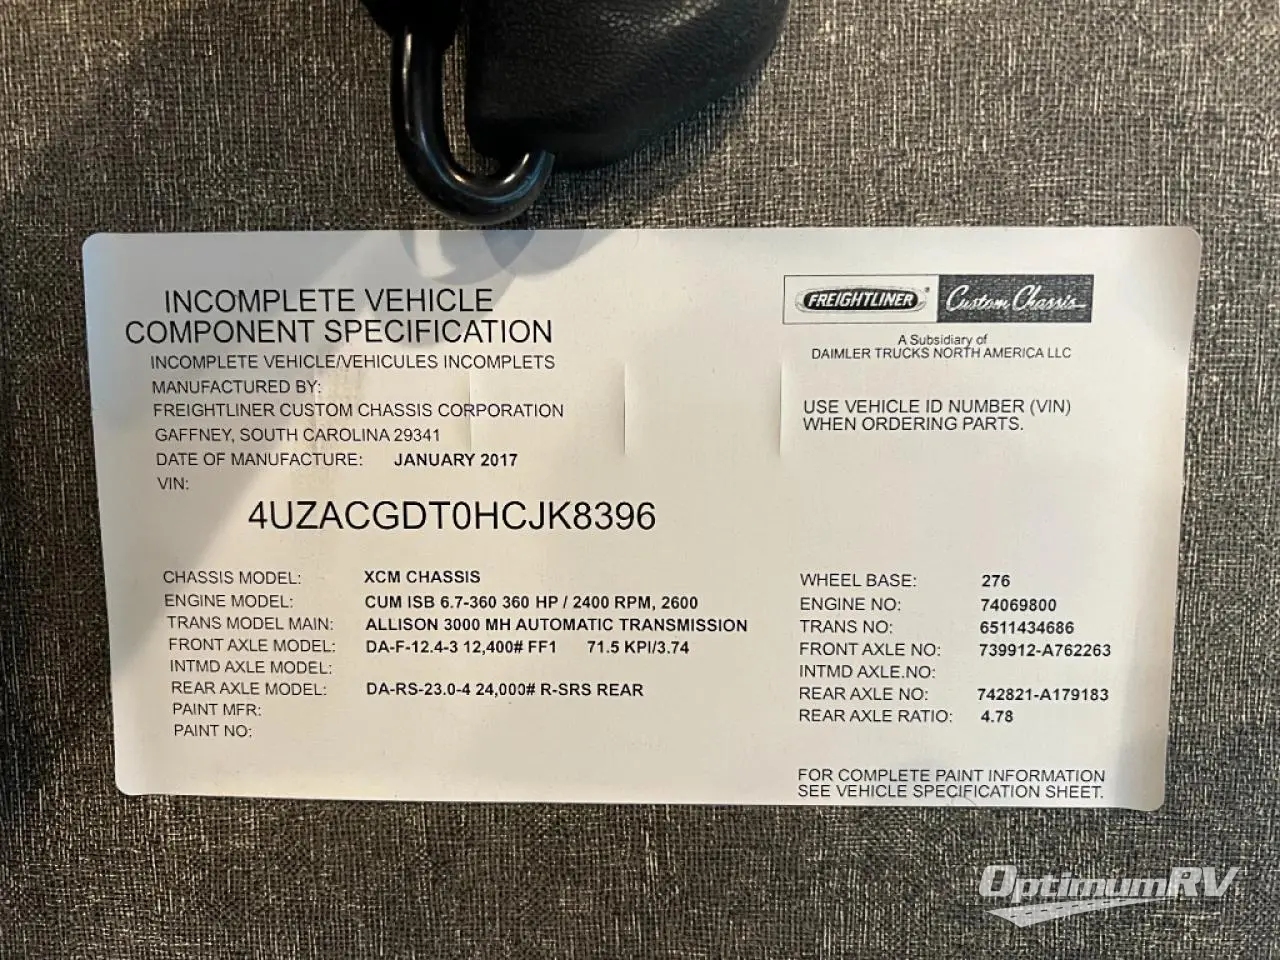 INCOMPLETE VEHICLE
COMPONENT SPECIFICATION
INCOMPLETE VEHICLE/VEHICULES INCOMPLETS
MANUFACTURED BY:
FREIGHTLINER CUSTOM CHASSIS CORPORATION
GAFFNEY, SOUTH CAROLINA 29341
DATE OF MANUFACTURE: JANUARY 2017
VIN:
4UZACGDT0HCJK8396
FREIGHTLINER® Custom Chassis
A Subsidiary of
DAIMLER TRUCKS NORTH AMERICA LLC
USE VEHICLE ID NUMBER (VIN)
WHEN ORDERING PARTS.
CHASSIS MODEL: XCM CHASSIS
ENGINE MODEL: CUM ISB 6.7-360 360 HP / 2400 RPM, 2600
TRANS MODEL MAIN: ALLISON 3000 MH AUTOMATIC TRANSMISSION
FRONT AXLE MODEL: DA-F-12.4-3 12,400# FF1 71.5 KPI/3.74
INTMD AXLE MODEL:
REAR AXLE MODEL: DA-RS-23.0-4 24,000# R-SRS REAR
PAINT MFR:
PAINT NO:
WHEEL BASE: 276
ENGINE NO: 74069800
TRANS NO: 6511434686
FRONT AXLE NO: 739912-A762263
INTMD AXLE.NO:
REAR AXLE NO: 742821-A179183
REAR AXLE RATIO: 4.78
FOR COMPLETE PAINT INFORMATION
SEE VEHICLE SPECIFICATION SHEET.
OptimumRV